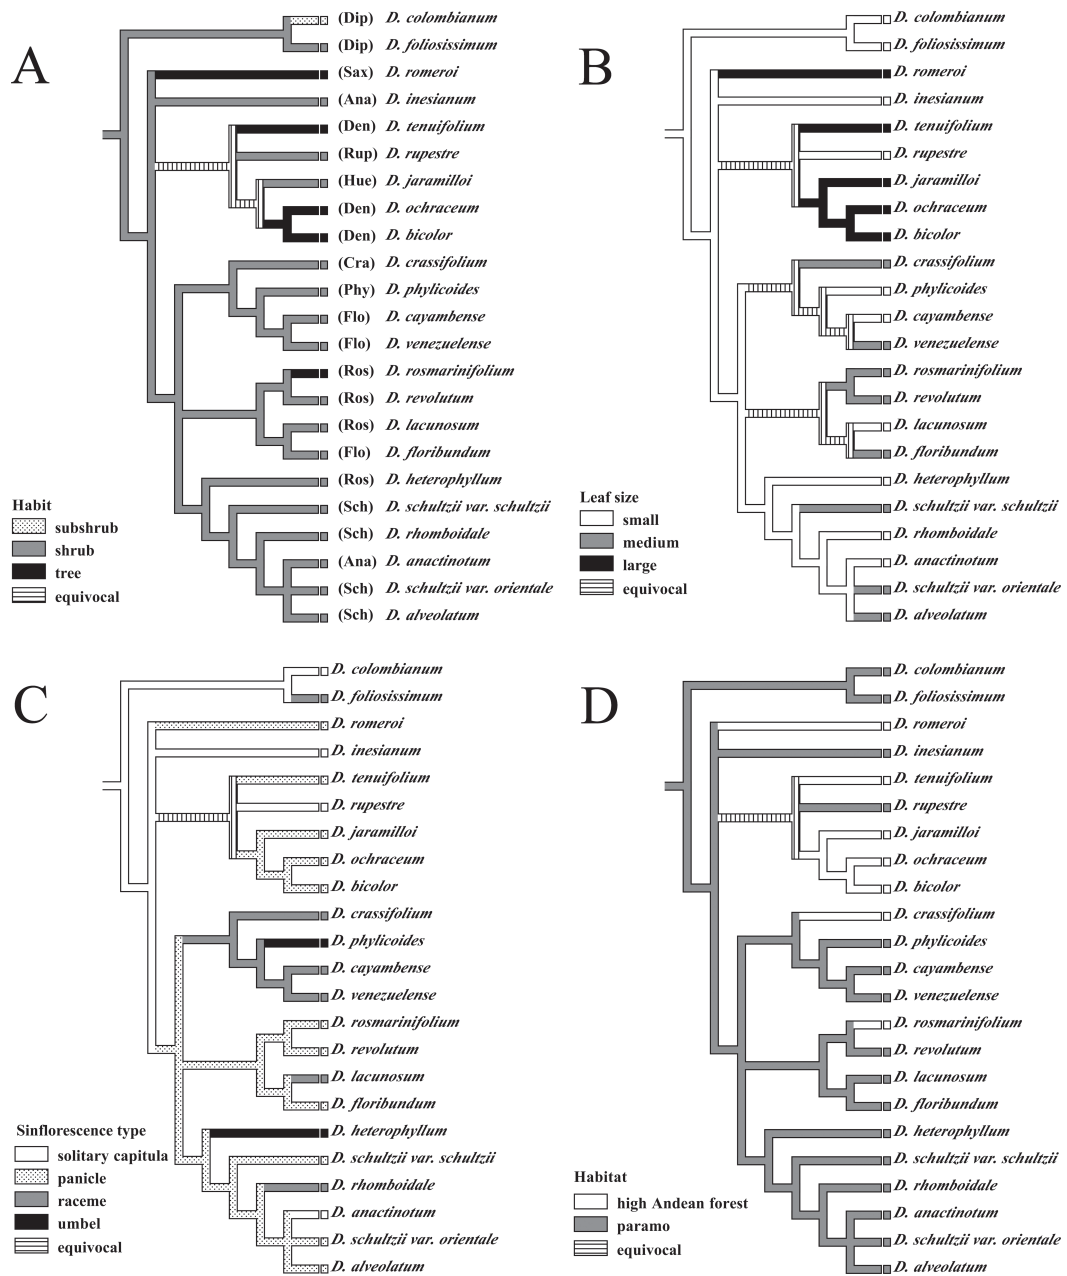 A
(Dip) D. colombianum
(Dip) D. foliosissimum
(Sax) D. romeroi
(Ana) D. inesianum
(Den) D. tenuifolium
(Rup) D. rupestre
(Hue) D. jaramilloi
(Den) D. ochraceum
(Den) D. bicolor
(Cra) D. crassifolium
(Phy) D. phylicoides
(Flo) D. cayambense
(Flo) D. venezuelense
(Ros) D. rosmarinifolium
(Ros) D. revolutum
(Ros) D. lacunosum
(Flo) D. floribundum
(Ros) D. heterophyllum
(Sch) D. schultzii var. schultzii
(Sch) D. rhomboidale
(Ana) D. anactinotum
(Sch) D. schultzii var. orientale
(Sch) D. alveolatum
Habit
subshrub
shrub
tree
equivocal
B
D. colombianum
D. foliosissimum
D. romeroi
D. inesianum
D. tenuifolium
D. rupestre
D. jaramilloi
D. ochraceum
D. bicolor
D. crassifolium
D. phylicoides
D. cayambense
D. venezuelense
D. rosmarinifolium
D. revolutum
D. lacunosum
D. floribundum
D. heterophyllum
D. schultzii var. schultzii
D. rhomboidale
D. anactinotum
D. schultzii var. orientale
D. alveolatum
Leaf size
small
medium
large
equivocal
C
D. colombianum
D. foliosissimum
D. romeroi
D. inesianum
D. tenuifolium
D. rupestre
D. jaramilloi
D. ochraceum
D. bicolor
D. crassifolium
D. phylicoides
D. cayambense
D. venezuelense
D. rosmarinifolium
D. revolutum
D. lacunosum
D. floribundum
D. heterophyllum
D. schultzii var. schultzii
D. rhomboidale
D. anactinotum
D. schultzii var. orientale
D. alveolatum
Sinflorescence type
solitary capitula
panicle
raceme
umbel
equivocal
D
D. colombianum
D. foliosissimum
D. romeroi
D. inesianum
D. tenuifolium
D. rupestre
D. jaramilloi
D. ochraceum
D. bicolor
D. crassifolium
D. phylicoides
D. cayambense
D. venezuelense
D. rosmarinifolium
D. revolutum
D. lacunosum
D. floribundum
D. heterophyllum
D. schultzii var. schultzii
D. rhomboidale
D. anactinotum
D. schultzii var. orientale
D. alveolatum
Habitat
high Andean forest
paramo
equivocal